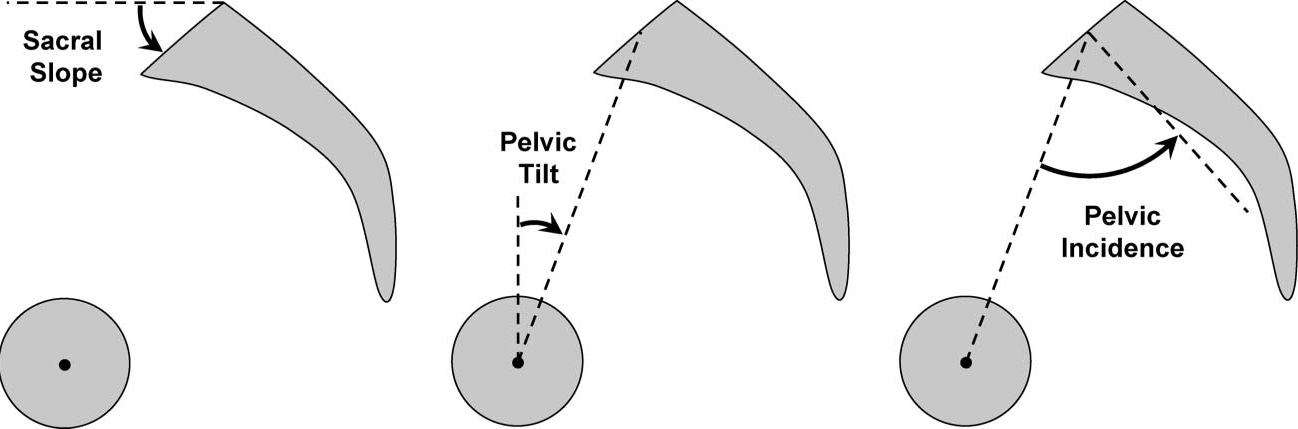 Sacral
Slope
Pelvic
Tilt
Pelvic
Incidence